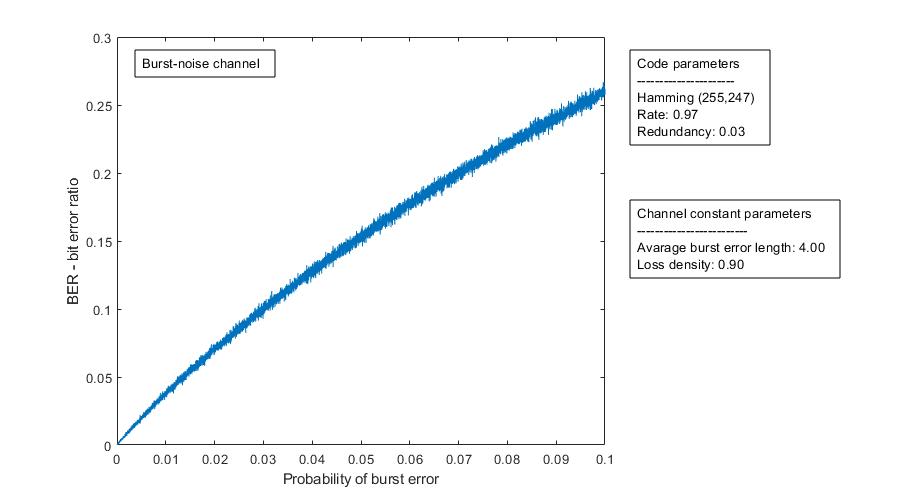 Burst-noise channel
0.3
0.25
0.2
0.15
0.1
0.05
0
BER - bit error ratio
0 0.01 0.02 0.03 0.04 0.05 0.06 0.07 0.08 0.09 0.1
Probability of burst error
Code parameters
----------------------
Hamming (255,247)
Rate: 0.97
Redundancy: 0.03
Channel constant parameters
-------------------------
Avarage burst error length: 4.00
Loss density: 0.90